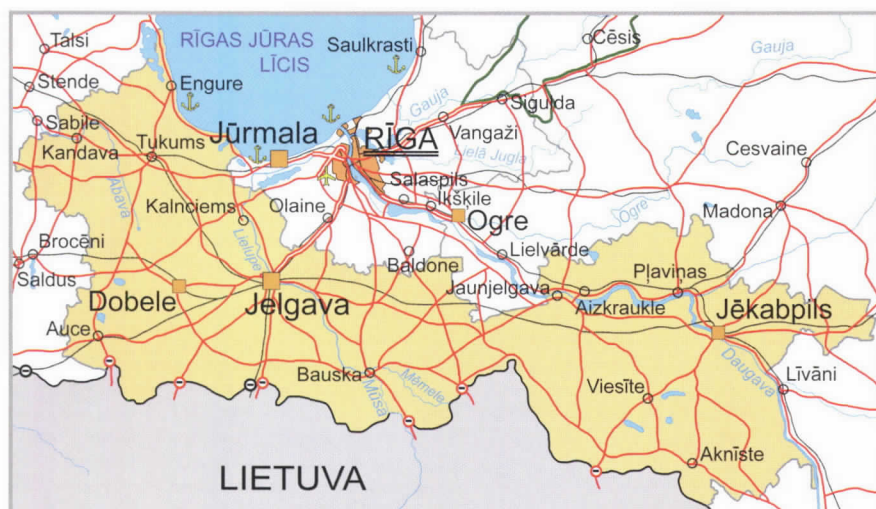 Talsi
RĪGAS JŪRAS
LĪCIS
Saulkrasti
Cēsis
Gauja
Stende
Engure
Sigulda
Gauja
Sabile
Kandava
Tukums
Jūrmala
RĪGA
Vangaži
Lielā Jugla
Cesvaine
Abava
Kalnciems
Salaspils
Ikšķile
Olaine
Ogre
Ogre
Madona
Lielupe
Brocēni
Saldus
Baldone
Lielvārde
Pļaviņas
Dobele
Jelgava
Jaunjelgava
Aizkraukle
Jēkabpils
Auce
Bauska
Mēmele
Mūsa
Viesīte
Daugava
Līvāni
Aknīste
LIETUVA